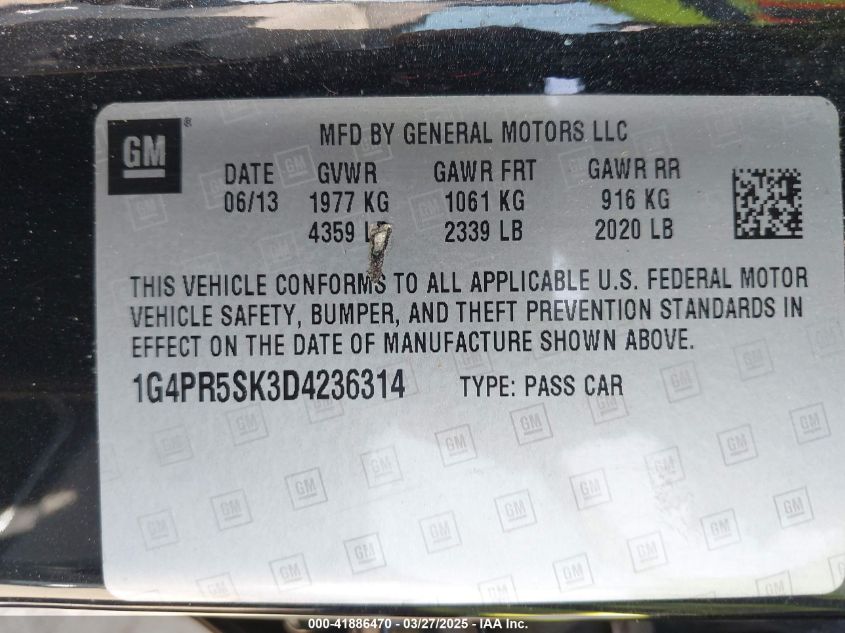 GM ®
MFD BY GENERAL MOTORS LLC
DATE GVWR GAWR FRT GAWR RR
06/13 1977 KG 1061 KG 916 KG
4359 2339 LB 2020 LB
THIS VEHICLE CONFORMS TO ALL APPLICABLE U.S. FEDERAL MOTOR
VEHICLE SAFETY, BUMPER, AND THEFT PREVENTION STANDARDS IN
EFFECT ON THE DATE OF MANUFACTURE SHOWN ABOVE.
1G4PR5SK3D4236314 TYPE: PASS CAR
000-41886470 — 03/27/2025 - IAA Inc.